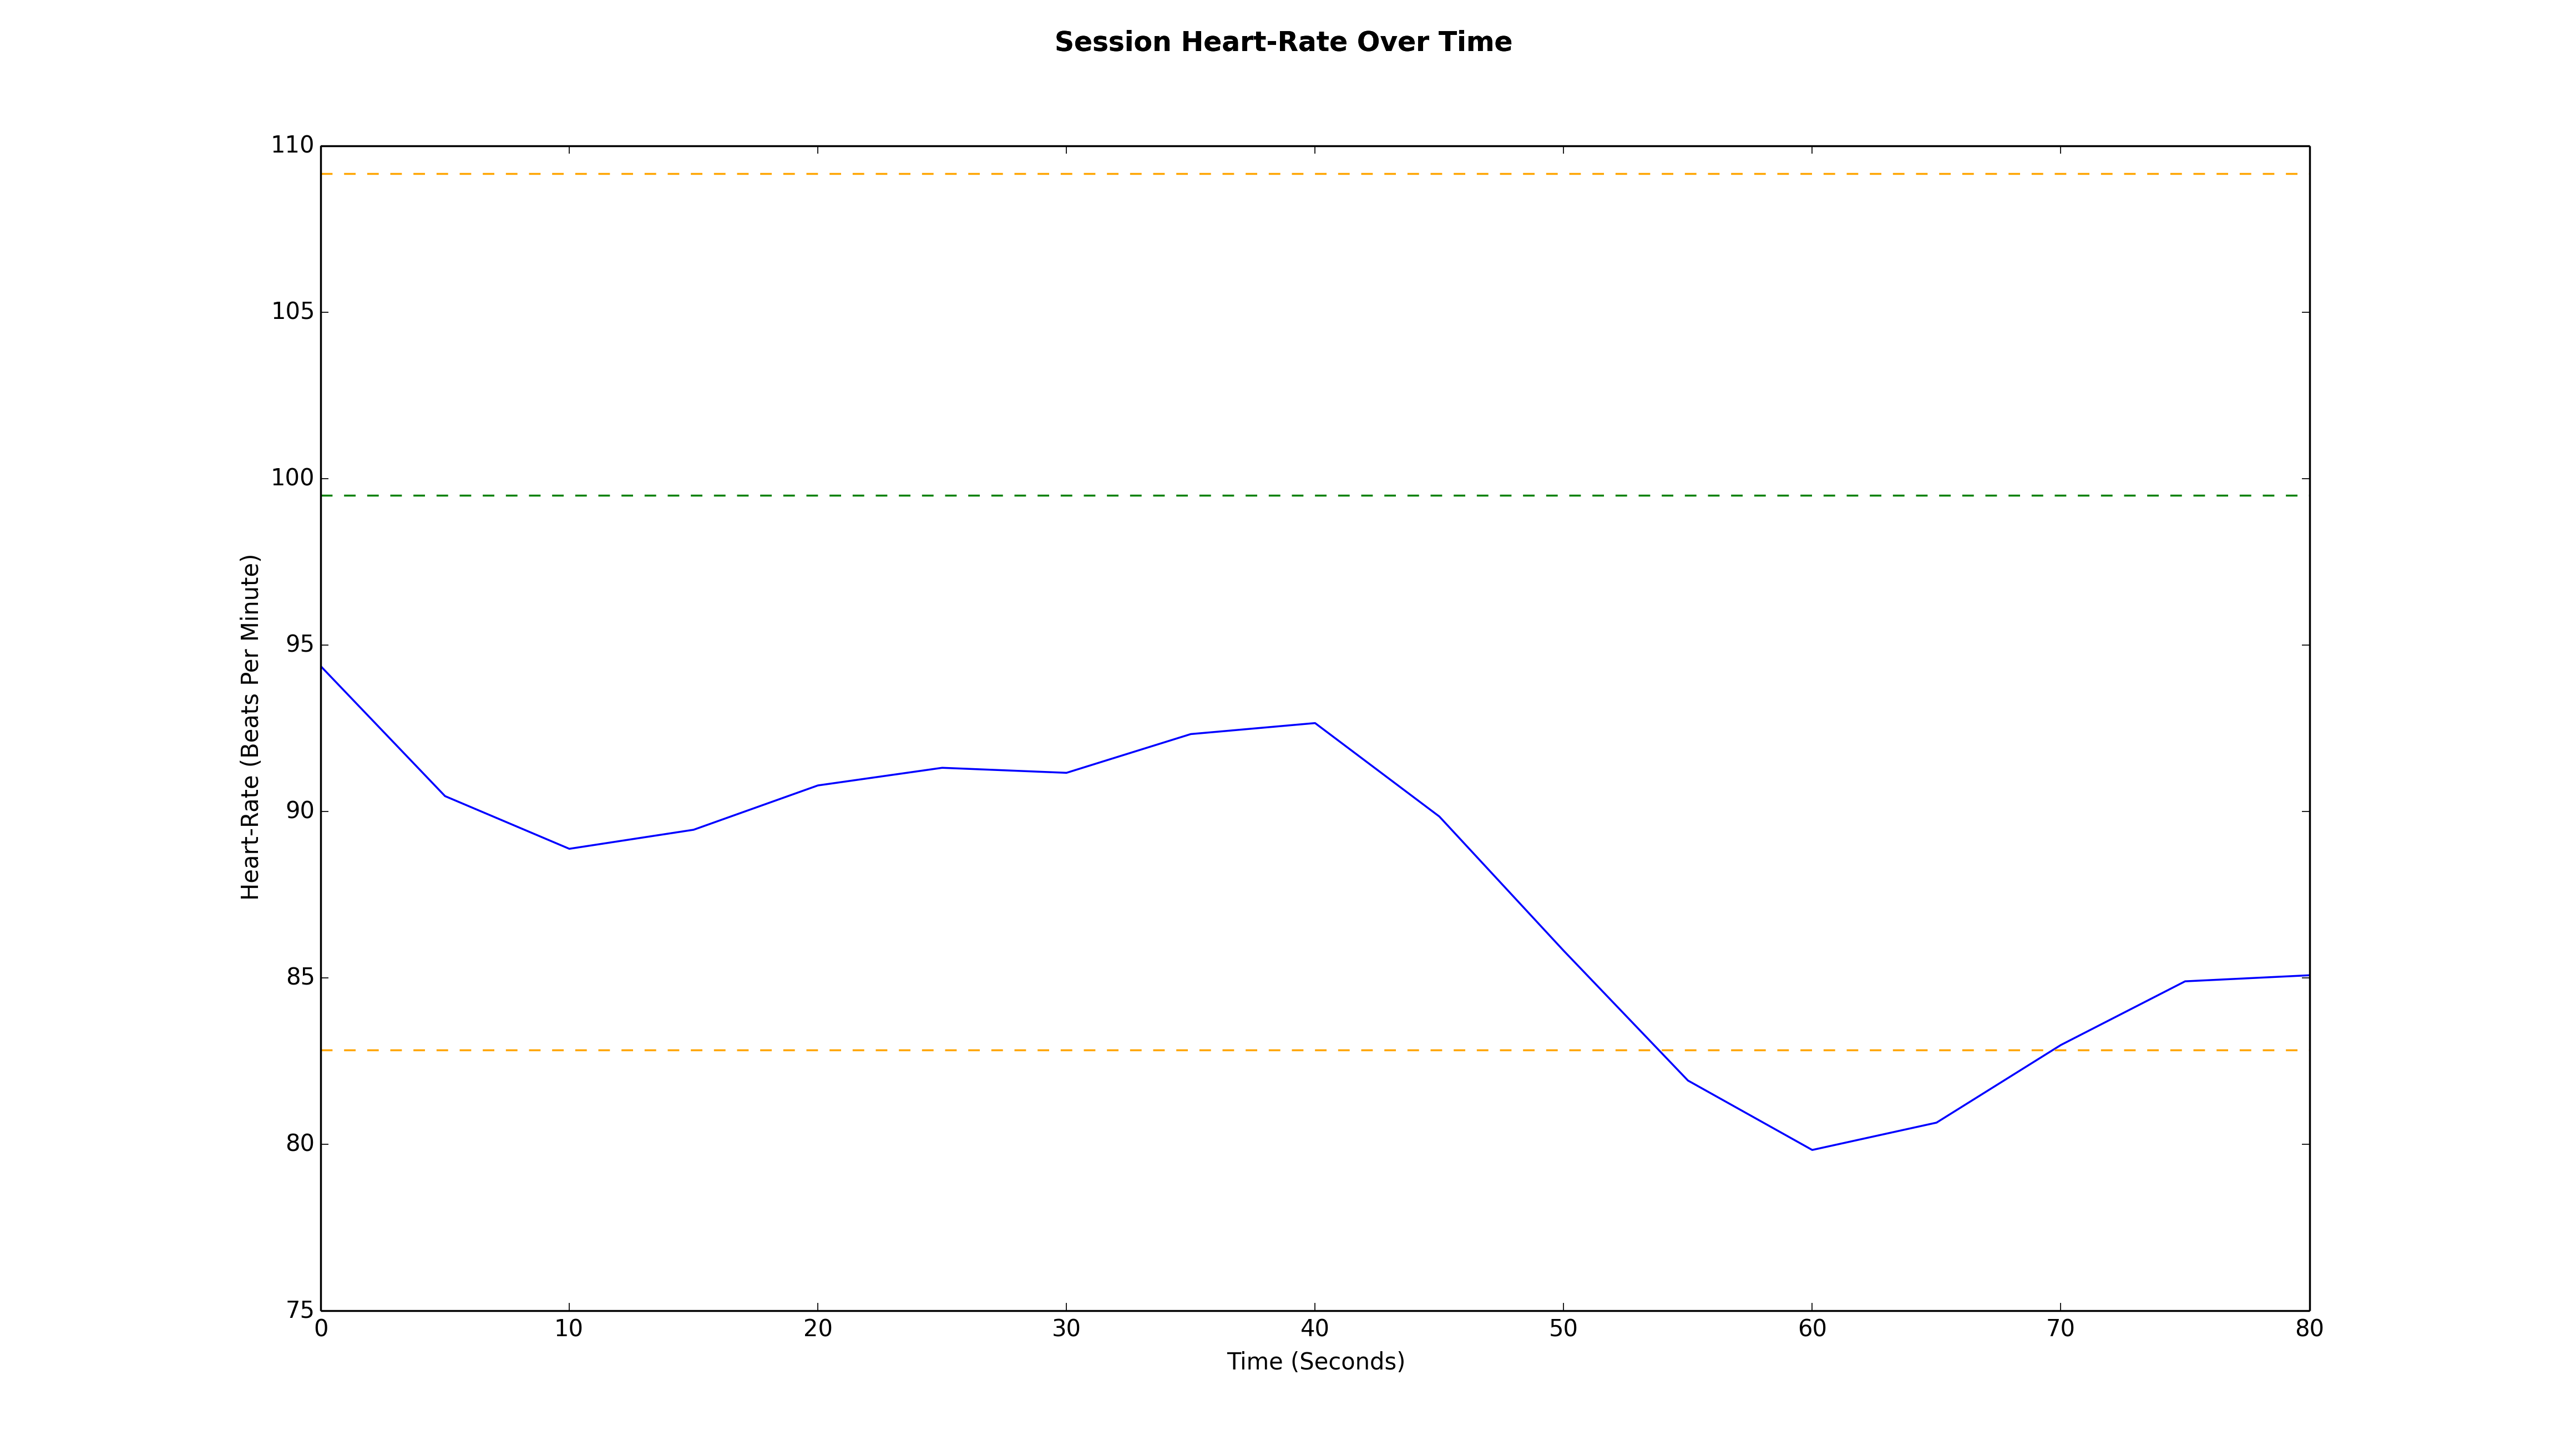 Session Heart-Rate Over Time
110
105
100
95
90
85
80
75
Heart-Rate (Beats Per Minute)
0 10 20 30 40 50 60 70 80
Time (Seconds)